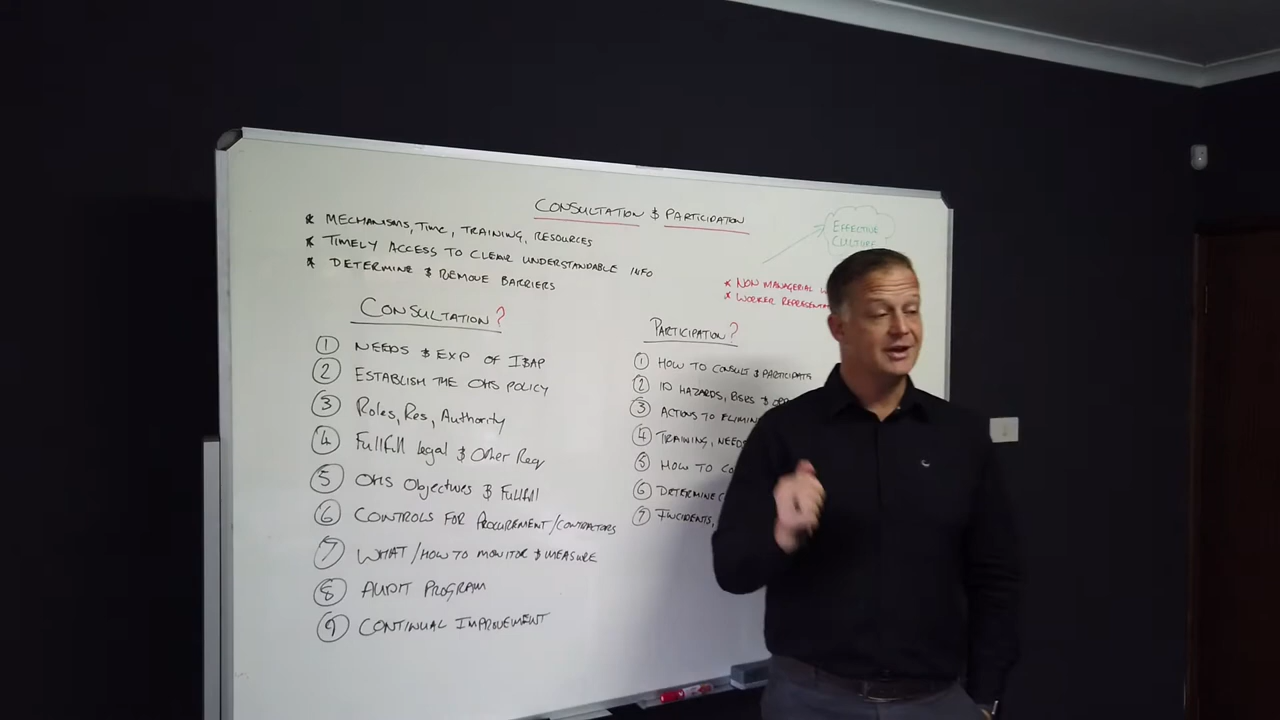 CONSULTATION & PARTICIPATION
* MECHANISMS, TIME, TRAINING, RESOURCES
* TIMELY ACCESS TO CLEAR UNDERSTANDABLE INFO
* DETERMINE & REMOVE BARRIERS
EFFECTIVE
CULTURE
* NON MANAGERIAL
* WORKER
CONSULTATION?
① NEEDS & EXP OF I&AP
② ESTABLISH THE OHS POLICY
③ Roles, Res, Authority
④ Fullfill legal & Other Req
⑤ OHS Objectives & Fullfill
⑥ CONTROLS FOR PROCUREMENT/CONTRACTORS
⑦ WHAT/HOW TO MONITOR & MEASURE
⑧ AUDIT PROGRAM
⑨ CONTINUAL IMPROVEMENT
PARTICIPATION?
① HOW TO CONSULT & PARTICIPATE
② ID HAZARDS, RISKS &
③ ACTIONS TO
④ TRAINING,
⑤ HOW TO
⑥ DETERMINE
⑦ INCIDENTS,